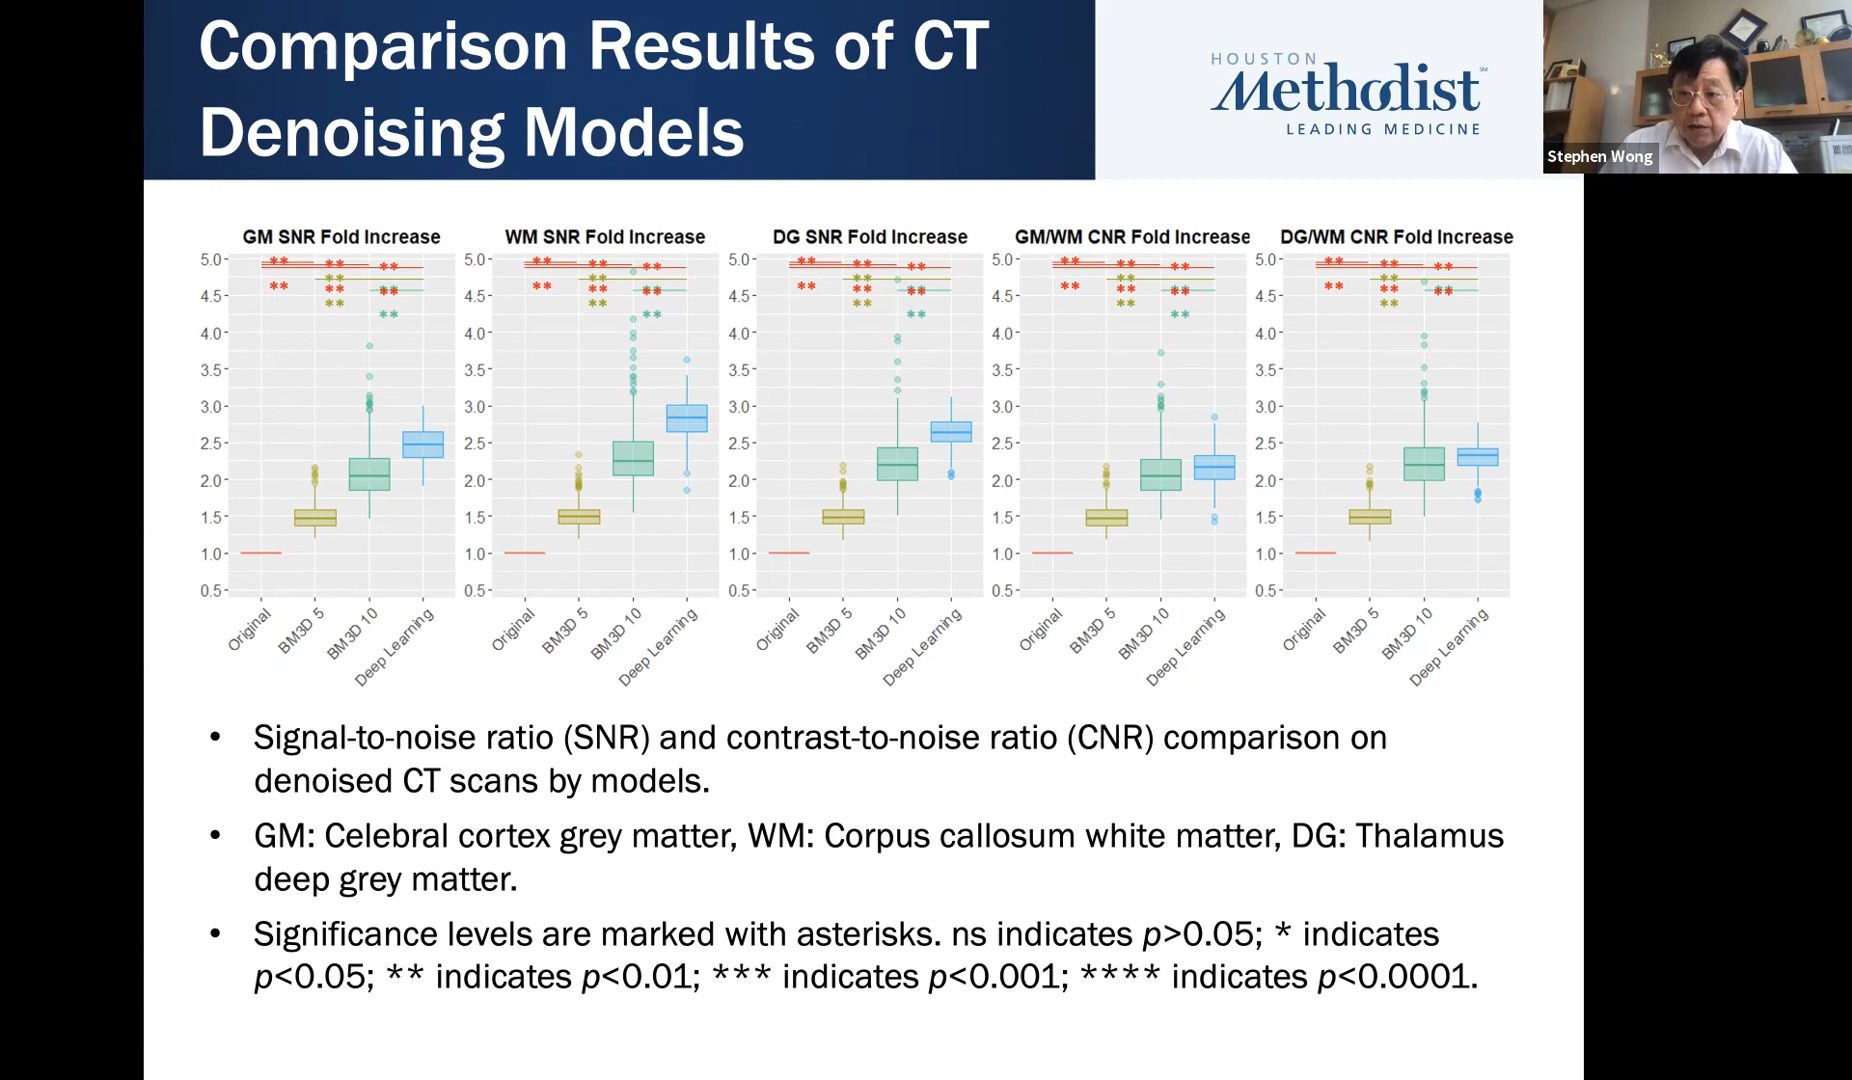 Comparison Results of CT
Denoising Models
HOUSTON
Methodist
SM
LEADING MEDICINE
Stephen Wong
GM SNR Fold Increase
5.0
4.5
4.0
3.5
3.0
2.5
2.0
1.5
1.0
0.5
** ** **
**
** ** **
** **
Original
BM3D 5
BM3D 10
Deep Learning
WM SNR Fold Increase
5.0
4.5
4.0
3.5
3.0
2.5
2.0
1.5
1.0
0.5
** ** **
**
** ** **
** **
Original
BM3D 5
BM3D 10
Deep Learning
DG SNR Fold Increase
5.0
4.5
4.0
3.5
3.0
2.5
2.0
1.5
1.0
0.5
** ** **
**
** ** **
** **
Original
BM3D 5
BM3D 10
Deep Learning
GM/WM CNR Fold Increase
5.0
4.5
4.0
3.5
3.0
2.5
2.0
1.5
1.0
0.5
** ** **
**
** ** **
** **
Original
BM3D 5
BM3D 10
Deep Learning
DG/WM CNR Fold Increase
5.0
4.5
4.0
3.5
3.0
2.5
2.0
1.5
1.0
0.5
** ** **
**
** ** **
**
Original
BM3D 5
BM3D 10
Deep Learning
• Signal-to-noise ratio (SNR) and contrast-to-noise ratio (CNR) comparison on
denoised CT scans by models.
• GM: Celebral cortex grey matter, WM: Corpus callosum white matter, DG: Thalamus
deep grey matter.
• Significance levels are marked with asterisks. ns indicates p>0.05; * indicates
p<0.05; ** indicates p<0.01; *** indicates p<0.001; **** indicates p<0.0001.